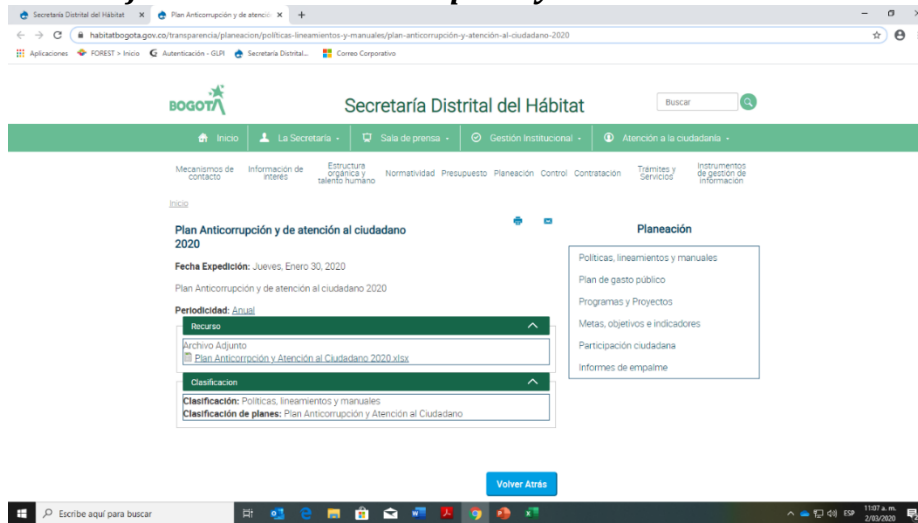 Secretaría Distrital del Hábitat
Plan Anticorrupción y de atenció
habitatbogota.gov.co/transparencia/planeacion/políticas-lineamientos-y-manuales/plan-anticorrupción-y-atención-al-ciudadano-2020
Aplicaciones FOREST > Inicio Autenticación - GLPI Secretaría Distrital... Correo Corporativo
BOGOTÁ
Secretaría Distrital del Hábitat
Buscar
Inicio La Secretaría Sala de prensa Gestión Institucional Atención a la ciudadanía
Mecanismos de contacto
Información de interés
Estructura orgánica y talento humano
Normatividad Presupuesto Planeación Control Contratación
Trámites y Servicios
Instrumentos de gestión de información
Inicio
Plan Anticorrupción y de atención al ciudadano
2020
Fecha Expedición: Jueves, Enero 30, 2020
Plan Anticorrupción y de atención al ciudadano 2020
Periodicidad: Anual
Recurso
Archivo Adjunto
Plan Anticorrpción y Atención al Ciudadano 2020.xlsx
Clasificacion
Clasificación: Políticas, lineamientos y manuales
Clasificación de planes: Plan Anticorrupción y Atención al Ciudadano
Planeación
Políticas, lineamientos y manuales
Plan de gasto público
Programas y Proyectos
Metas, objetivos e indicadores
Participación ciudadana
Informes de empalme
Volver Atrás
Escribe aquí para buscar
ESP
11:07 a. m.
2/03/2020